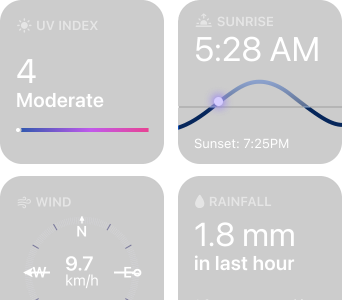 UV INDEX
4
Moderate
SUNRISE
5:28 AM
Sunset: 7:25PM
WIND
N
W
9.7
km/h
E
RAINFALL
1.8 mm
in last hour